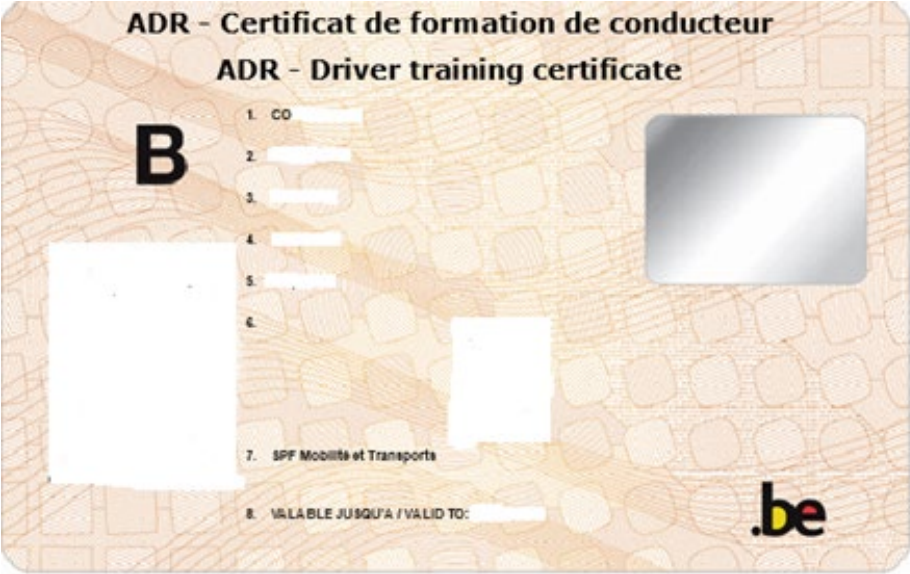 ADR - Certificat de formation de conducteur
ADR - Driver training certificate
B
1. CO
2.
3.
4.
5.
6.
7. SPF Mobilité et Transports
8. VALABLE JUSQU'A / VALID TO:
.be